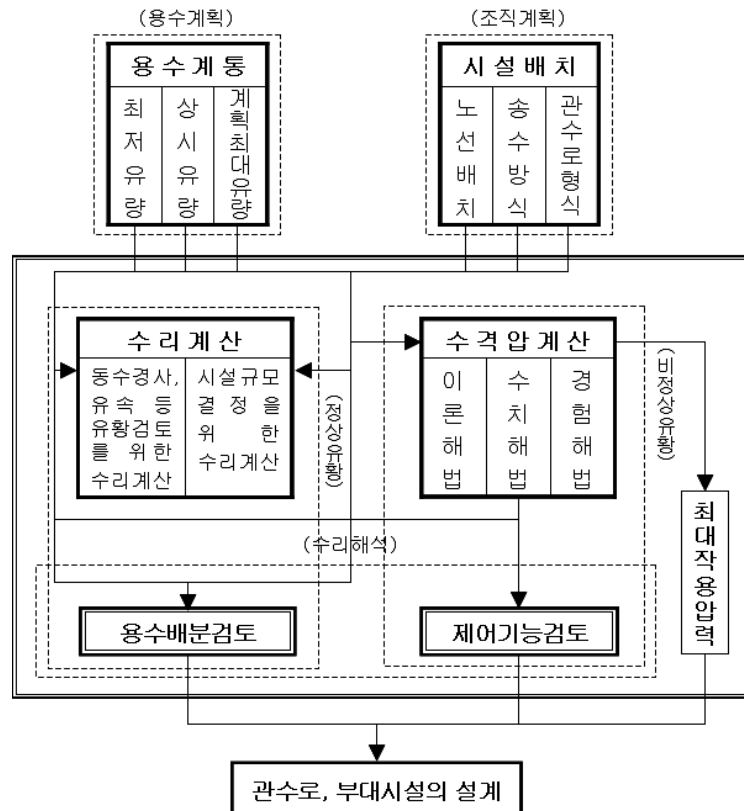 (용수계획)
(조직계획)
용수계통
최저유량
상시유량
계획최대유량
시설배치
노선배치
송수방식
관수로형식
수리계산
동수경사,
유속 등
유황검토
를 위한
수리계산
시설규모
결정을
위 한
수리계산
(정상유황)
수격압계산
이론해법
수치해법
경험해법
(비정상유황)
(수리해석)
최대작용압력
용수배분검토
제어기능검토
관수로, 부대시설의 설계